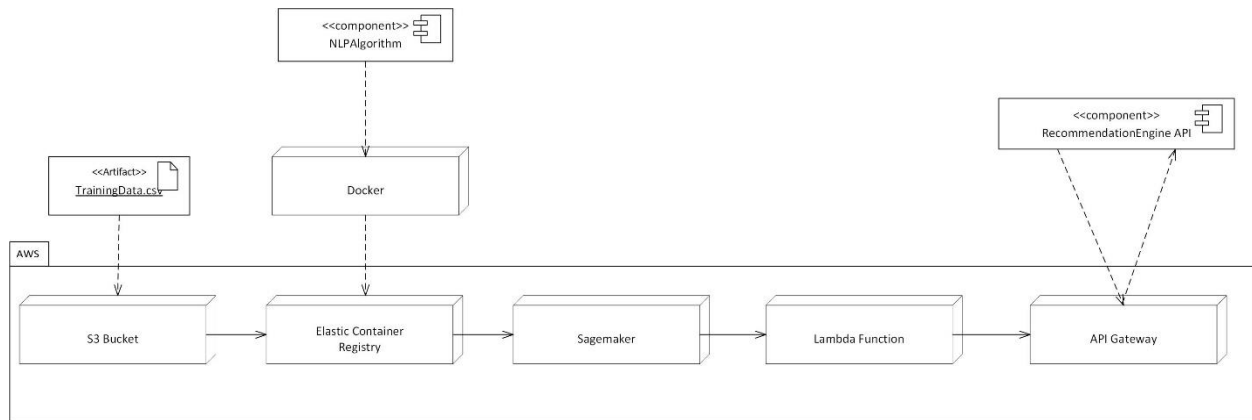 <<component>>
NLPAlgorithm
<<component>>
RecommendationEngine API
<<Artifact>>
TrainingData.csv
Docker
AWS
S3 Bucket
Elastic Container
Registry
Sagemaker
Lambda Function
API Gateway